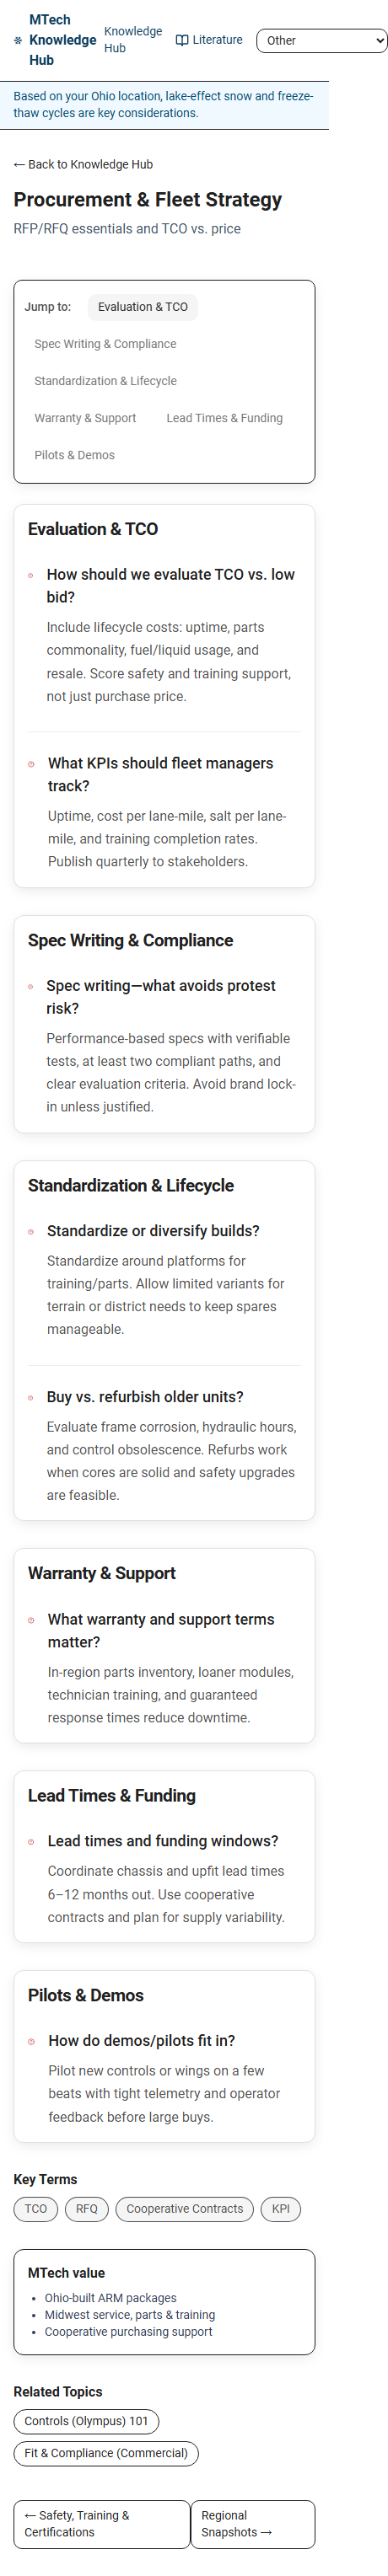 MTech
Knowledge
Hub
Knowledge
Hub
Literature
Other
Based on your Ohio location, lake-effect snow and freeze-
thaw cycles are key considerations.
← Back to Knowledge Hub
Procurement & Fleet Strategy
RFP/RFQ essentials and TCO vs. price
Jump to:
Evaluation & TCO
Spec Writing & Compliance
Standardization & Lifecycle
Warranty & Support
Lead Times & Funding
Pilots & Demos
Evaluation & TCO
How should we evaluate TCO vs. low
bid?
Include lifecycle costs: uptime, parts
commonality, fuel/liquid usage, and
resale. Score safety and training support,
not just purchase price.
What KPIs should fleet managers
track?
Uptime, cost per lane-mile, salt per lane-
mile, and training completion rates.
Publish quarterly to stakeholders.
Spec Writing & Compliance
Spec writing—what avoids protest
risk?
Performance-based specs with verifiable
tests, at least two compliant paths, and
clear evaluation criteria. Avoid brand lock-
in unless justified.
Standardization & Lifecycle
Standardize or diversify builds?
Standardize around platforms for
training/parts. Allow limited variants for
terrain or district needs to keep spares
manageable.
Buy vs. refurbish older units?
Evaluate frame corrosion, hydraulic hours,
and control obsolescence. Refurbs work
when cores are solid and safety upgrades
are feasible.
Warranty & Support
What warranty and support terms
matter?
In-region parts inventory, loaner modules,
technician training, and guaranteed
response times reduce downtime.
Lead Times & Funding
Lead times and funding windows?
Coordinate chassis and upfit lead times
6–12 months out. Use cooperative
contracts and plan for supply variability.
Pilots & Demos
How do demos/pilots fit in?
Pilot new controls or wings on a few
beats with tight telemetry and operator
feedback before large buys.
Key Terms
TCO
RFQ
Cooperative Contracts
KPI
MTech value
• Ohio-built ARM packages
• Midwest service, parts & training
• Cooperative purchasing support
Related Topics
Controls (Olympus) 101
Fit & Compliance (Commercial)
← Safety, Training &
Certifications
Regional
Snapshots →